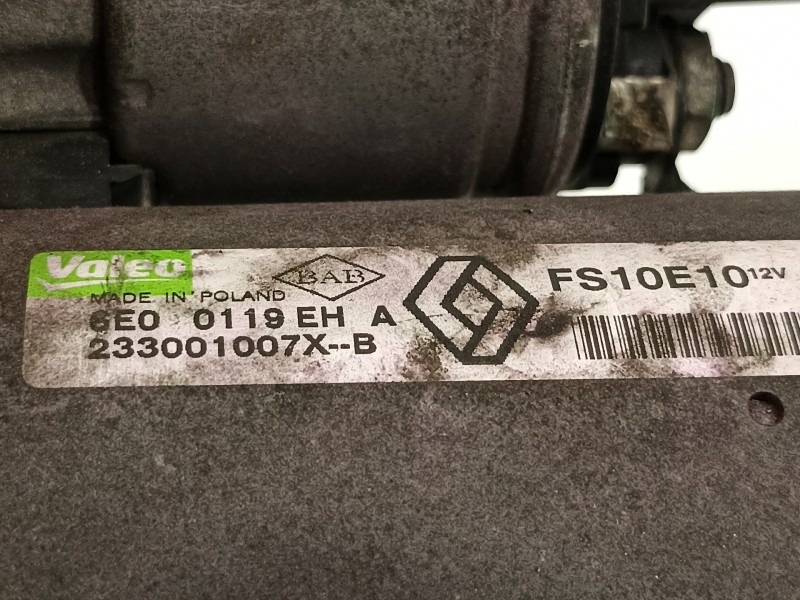 Valeo
BAB
FS10E10 12V
MADE IN POLAND
6E0 0119 EH A
233001007X--B